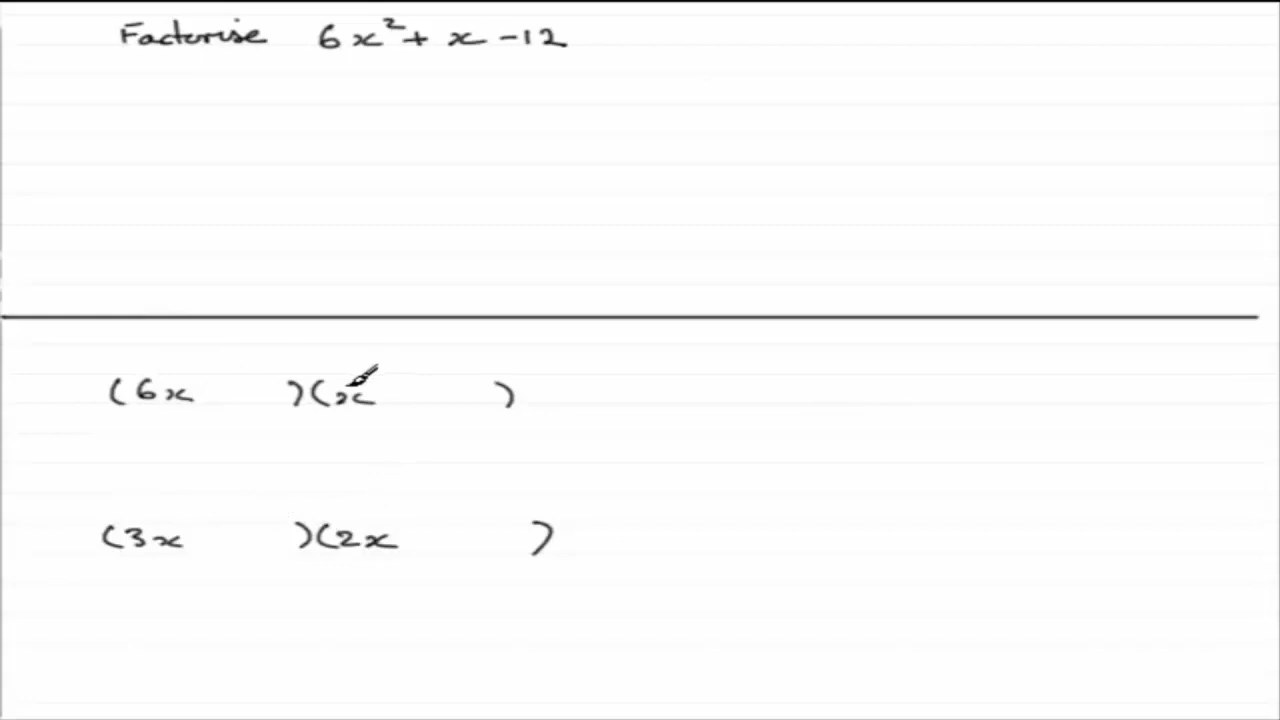 Factorise 6x² + x - 12
(6x )(x )
(3x )(2x )